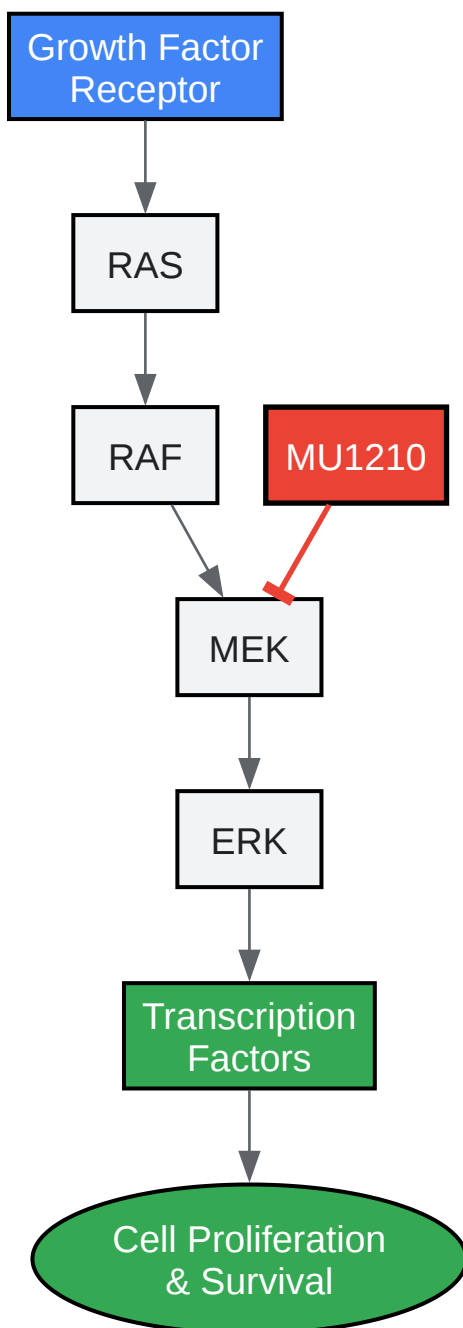 Growth Factor
Receptor
RAS
RAF
MU1210
MEK
ERK
Transcription
Factors
Cell Proliferation
& Survival